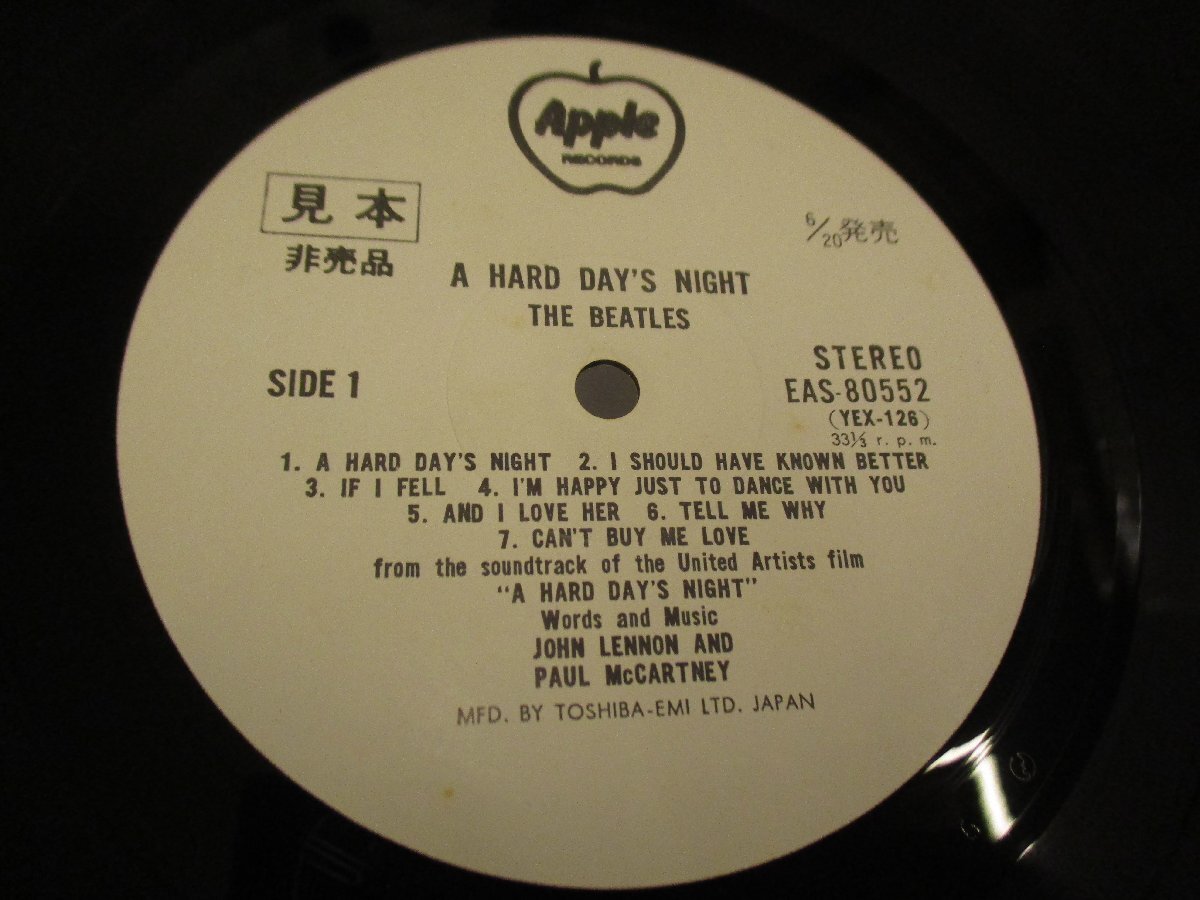 Apple
RECORDS
見本
非売品
6/20発売
A HARD DAY'S NIGHT
THE BEATLES
SIDE 1
STEREO
EAS-80552
(YEX-126)
33⅓ r. p. m.
1. A HARD DAY'S NIGHT 2. I SHOULD HAVE KNOWN BETTER
3. IF I FELL 4. I'M HAPPY JUST TO DANCE WITH YOU
5. AND I LOVE HER 6. TELL ME WHY
7. CAN'T BUY ME LOVE
from the soundtrack of the United Artists film
"A HARD DAY'S NIGHT"
Words and Music
JOHN LENNON AND
PAUL McCARTNEY
MFD. BY TOSHIBA-EMI LTD. JAPAN